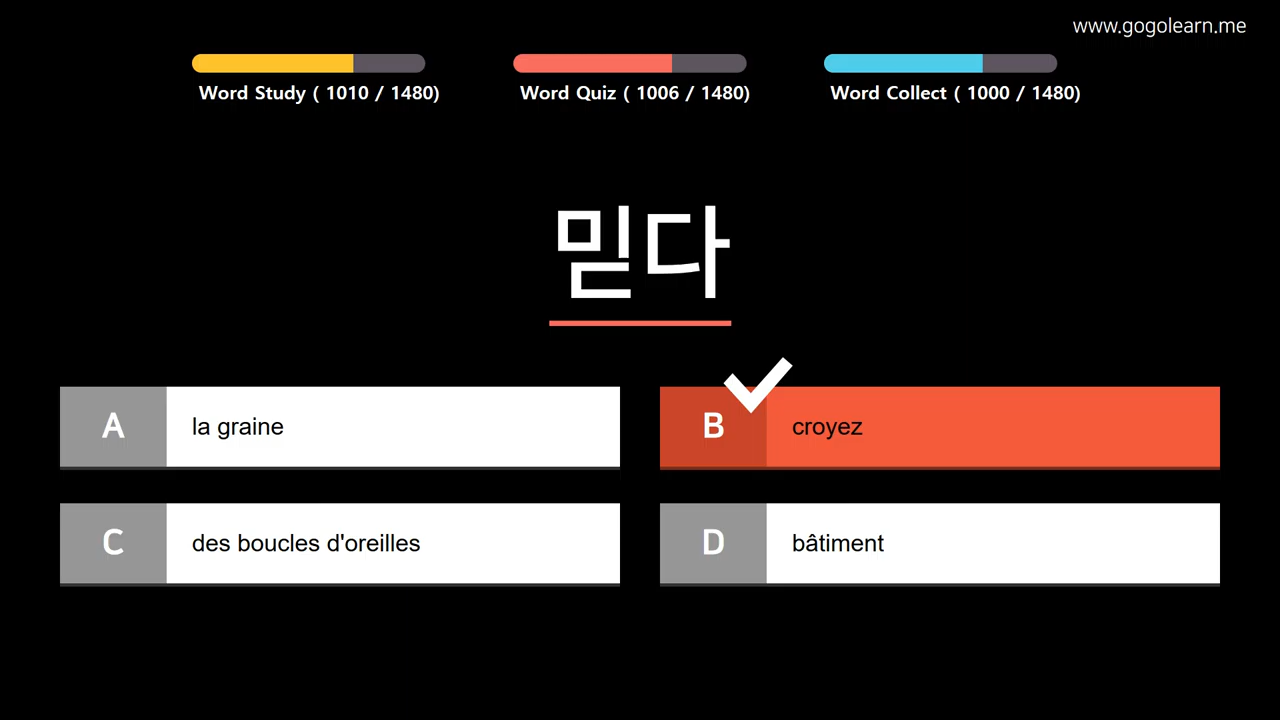 www.gogolearn.me
Word Study ( 1010 / 1480)
Word Quiz ( 1006 / 1480)
Word Collect ( 1000 / 1480)
믿다
A la graine
B croyez
C des boucles d'oreilles
D bâtiment